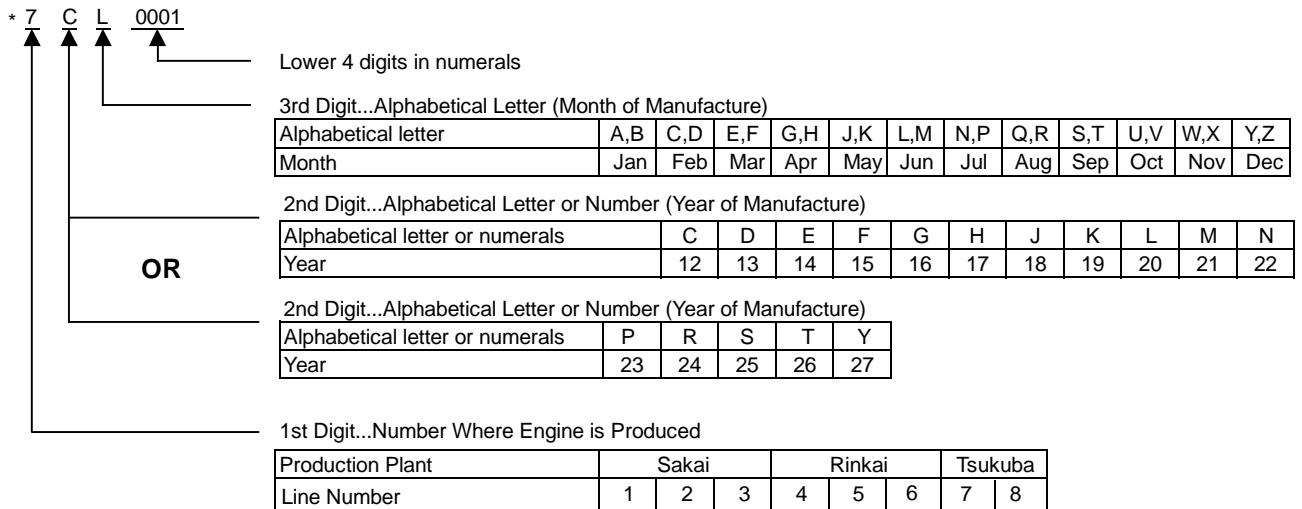 * 7 C L 0001
Lower 4 digits in numerals
3rd Digit...Alphabetical Letter (Month of Manufacture)
Alphabetical letter A,B C,D E,F G,H J,K L,M N,P Q,R S,T U,V W,X Y,Z
Month Jan Feb Mar Apr May Jun Jul Aug Sep Oct Nov Dec
2nd Digit...Alphabetical Letter or Number (Year of Manufacture)
Alphabetical letter or numerals C D E F G H J K L M N
Year 12 13 14 15 16 17 18 19 20 21 22
OR
2nd Digit...Alphabetical Letter or Number (Year of Manufacture)
Alphabetical letter or numerals P R S T Y
Year 23 24 25 26 27
1st Digit...Number Where Engine is Produced
Production Plant Sakai Rinkai Tsukuba
Line Number 1 2 3 4 5 6 7 8